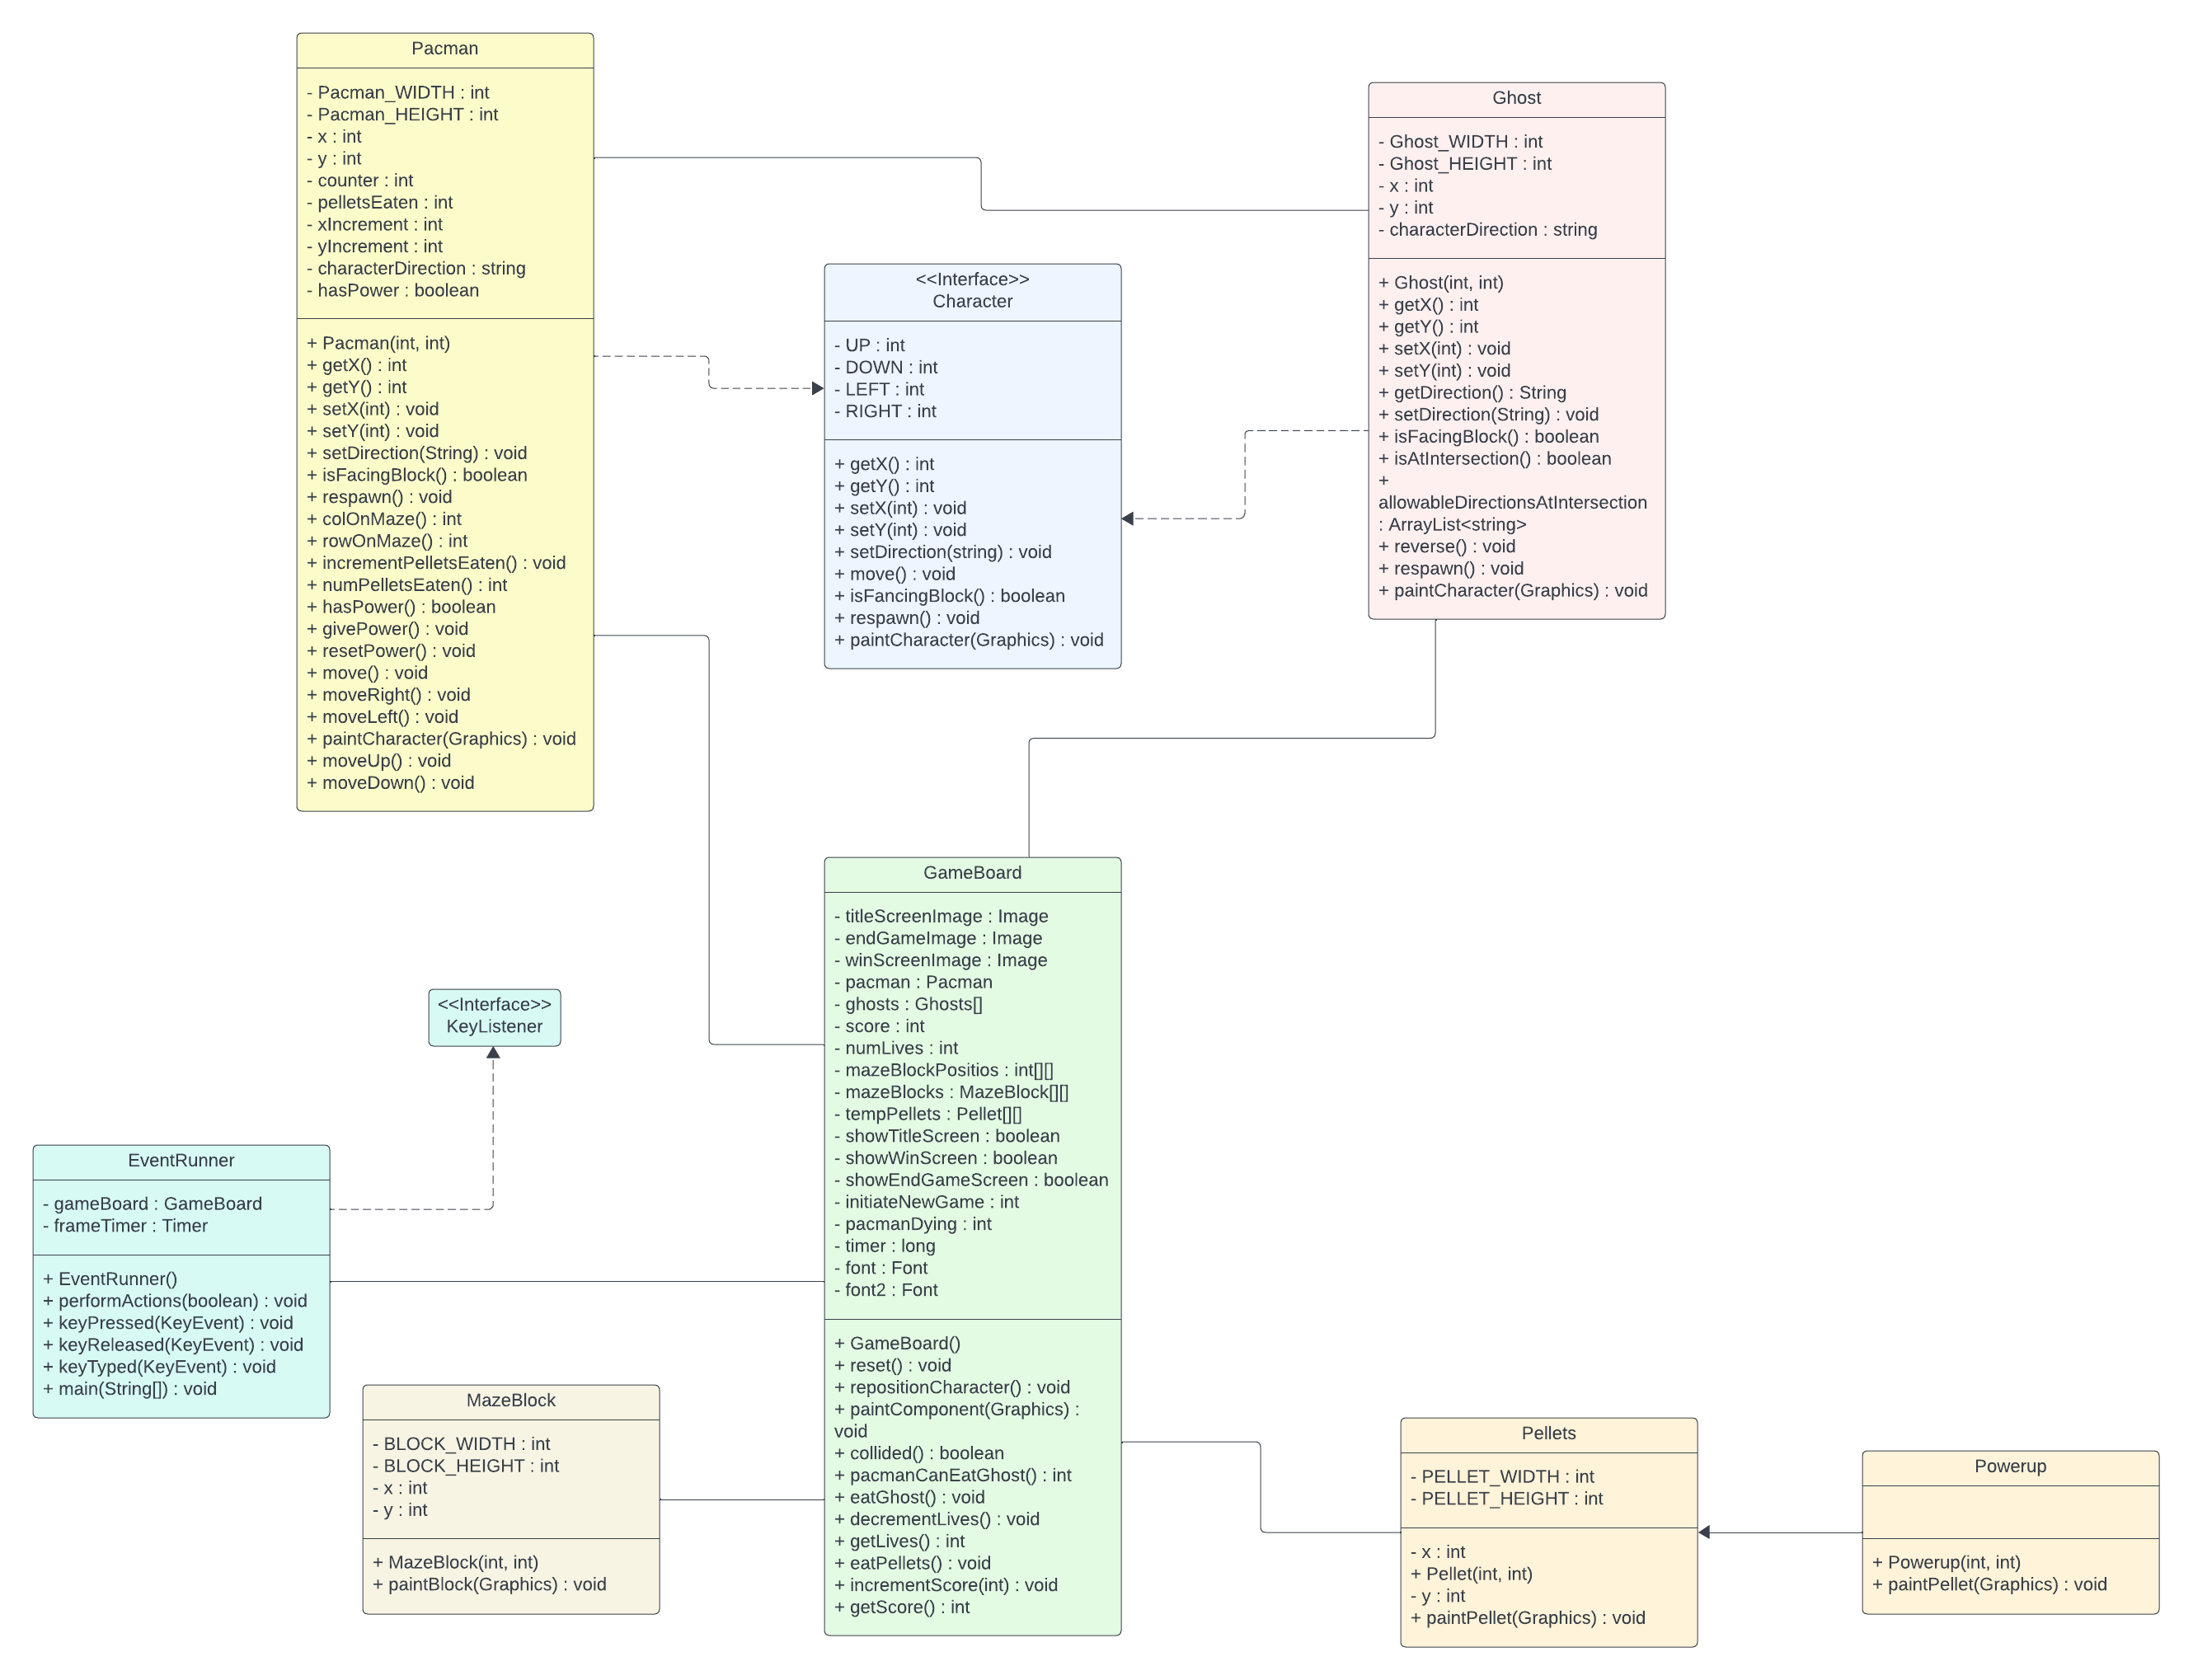 Pacman
- Pacman_WIDTH : int
- Pacman_HEIGHT : int
- x : int
- y : int
- counter : int
- pelletsEaten : int
- xIncrement : int
- yIncrement : int
- characterDirection : string
- hasPower : boolean
+ Pacman(int, int)
+ getX() : int
+ getY() : int
+ setX(int) : void
+ setY(int) : void
+ setDirection(String) : void
+ isFacingBlock() : boolean
+ respawn() : void
+ colOnMaze() : int
+ rowOnMaze() : int
+ incrementPelletsEaten() : void
+ numPelletsEaten() : int
+ hasPower() : boolean
+ givePower() : void
+ resetPower() : void
+ move() : void
+ moveRight() : void
+ moveLeft() : void
+ paintCharacter(Graphics) : void
+ moveUp() : void
+ moveDown() : void
<<Interface>>
Character
- UP : int
- DOWN : int
- LEFT : int
- RIGHT : int
+ getX() : int
+ getY() : int
+ setX(int) : void
+ setY(int) : void
+ setDirection(string) : void
+ move() : void
+ isFancingBlock() : boolean
+ respawn() : void
+ paintCharacter(Graphics) : void
Ghost
- Ghost_WIDTH : int
- Ghost_HEIGHT : int
- x : int
- y : int
- characterDirection : string
+ Ghost(int, int)
+ getX() : int
+ getY() : int
+ setX(int) : void
+ setY(int) : void
+ getDirection() : String
+ setDirection(String) : void
+ isFacingBlock() : boolean
+ isAtIntersection() : boolean
+
allowableDirectionsAtIntersection
: ArrayList<string>
+ reverse() : void
+ respawn() : void
+ paintCharacter(Graphics) : void
<<Interface>>
KeyListener
EventRunner
- gameBoard : GameBoard
- frameTimer : Timer
+ EventRunner()
+ performActions(boolean) : void
+ keyPressed(KeyEvent) : void
+ keyReleased(KeyEvent) : void
+ keyTyped(KeyEvent) : void
+ main(String[]) : void
MazeBlock
- BLOCK_WIDTH : int
- BLOCK_HEIGHT : int
- x : int
- y : int
+ MazeBlock(int, int)
+ paintBlock(Graphics) : void
GameBoard
- titleScreenImage : Image
- endGameImage : Image
- winScreenImage : Image
- pacman : Pacman
- ghosts : Ghosts[]
- score : int
- numLives : int
- mazeBlockPositios : int[][]
- mazeBlocks : MazeBlock[][]
- tempPellets : Pellet[][]
- showTitleScreen : boolean
- showWinScreen : boolean
- showEndGameScreen : boolean
- initiateNewGame : int
- pacmanDying : int
- timer : long
- font : Font
- font2 : Font
+ GameBoard()
+ reset() : void
+ repositionCharacter() : void
+ paintComponent(Graphics) :
void
+ collided() : boolean
+ pacmanCanEatGhost() : int
+ eatGhost() : void
+ decrementLives() : void
+ getLives() : int
+ eatPellets() : void
+ incrementScore(int) : void
+ getScore() : int
Pellets
- PELLET_WIDTH : int
- PELLET_HEIGHT : int
- x : int
+ Pellet(int, int)
- y : int
+ paintPellet(Graphics) : void
Powerup
+ Powerup(int, int)
+ paintPellet(Graphics) : void